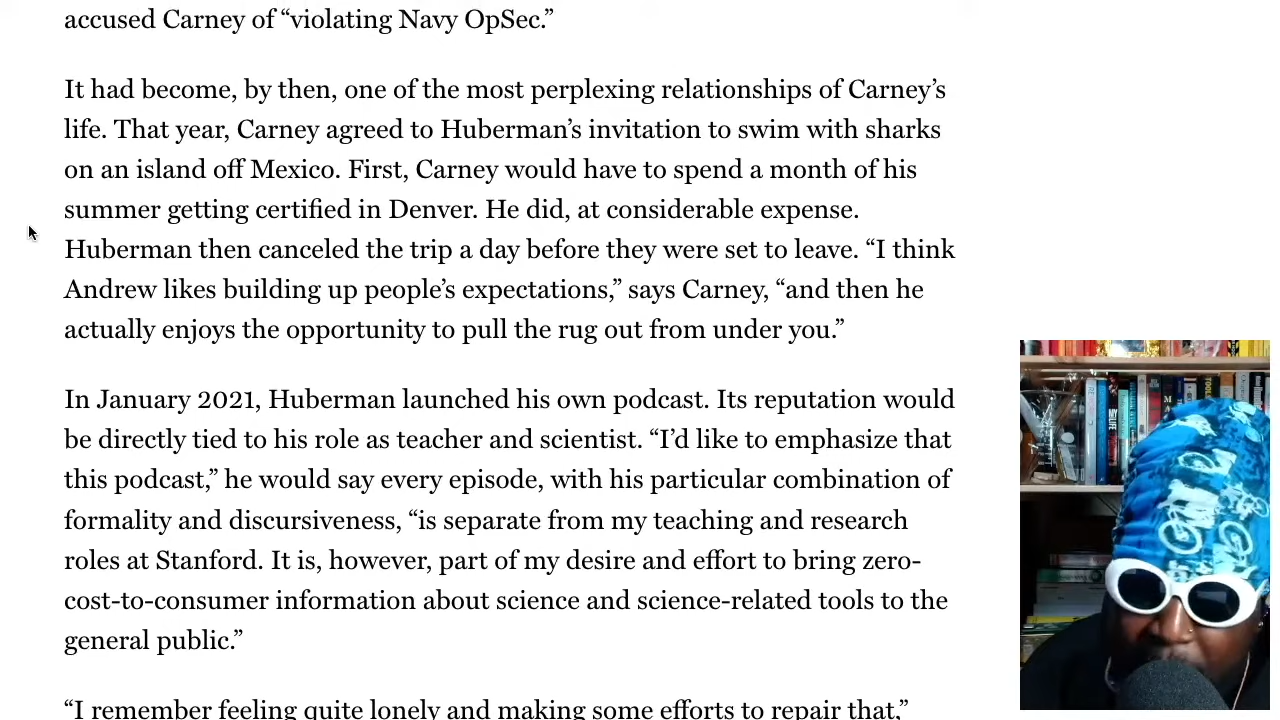 accused Carney of “violating Navy OpSec.”
It had become, by then, one of the most perplexing relationships of Carney’s
life. That year, Carney agreed to Huberman’s invitation to swim with sharks
on an island off Mexico. First, Carney would have to spend a month of his
summer getting certified in Denver. He did, at considerable expense.
Huberman then canceled the trip a day before they were set to leave. “I think
Andrew likes building up people’s expectations,” says Carney, “and then he
actually enjoys the opportunity to pull the rug out from under you.”
In January 2021, Huberman launched his own podcast. Its reputation would
be directly tied to his role as teacher and scientist. “I’d like to emphasize that
this podcast,” he would say every episode, with his particular combination of
formality and discursiveness, “is separate from my teaching and research
roles at Stanford. It is, however, part of my desire and effort to bring zero-
cost-to-consumer information about science and science-related tools to the
general public.”
“I remember feeling quite lonely and making some efforts to repair that,”